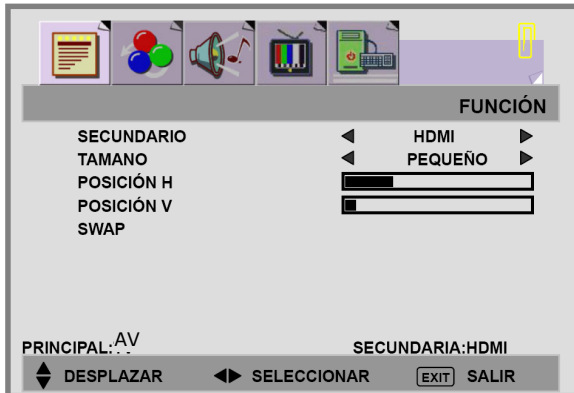 FUNCIÓN
SECUNDARIO HDMI
TAMANO PEQUEÑO
POSICIÓN H
POSICIÓN V
SWAP
PRINCIPAL: AV SECUNDARIA:HDMI
DESPLAZAR SELECCIONAR EXIT SALIR